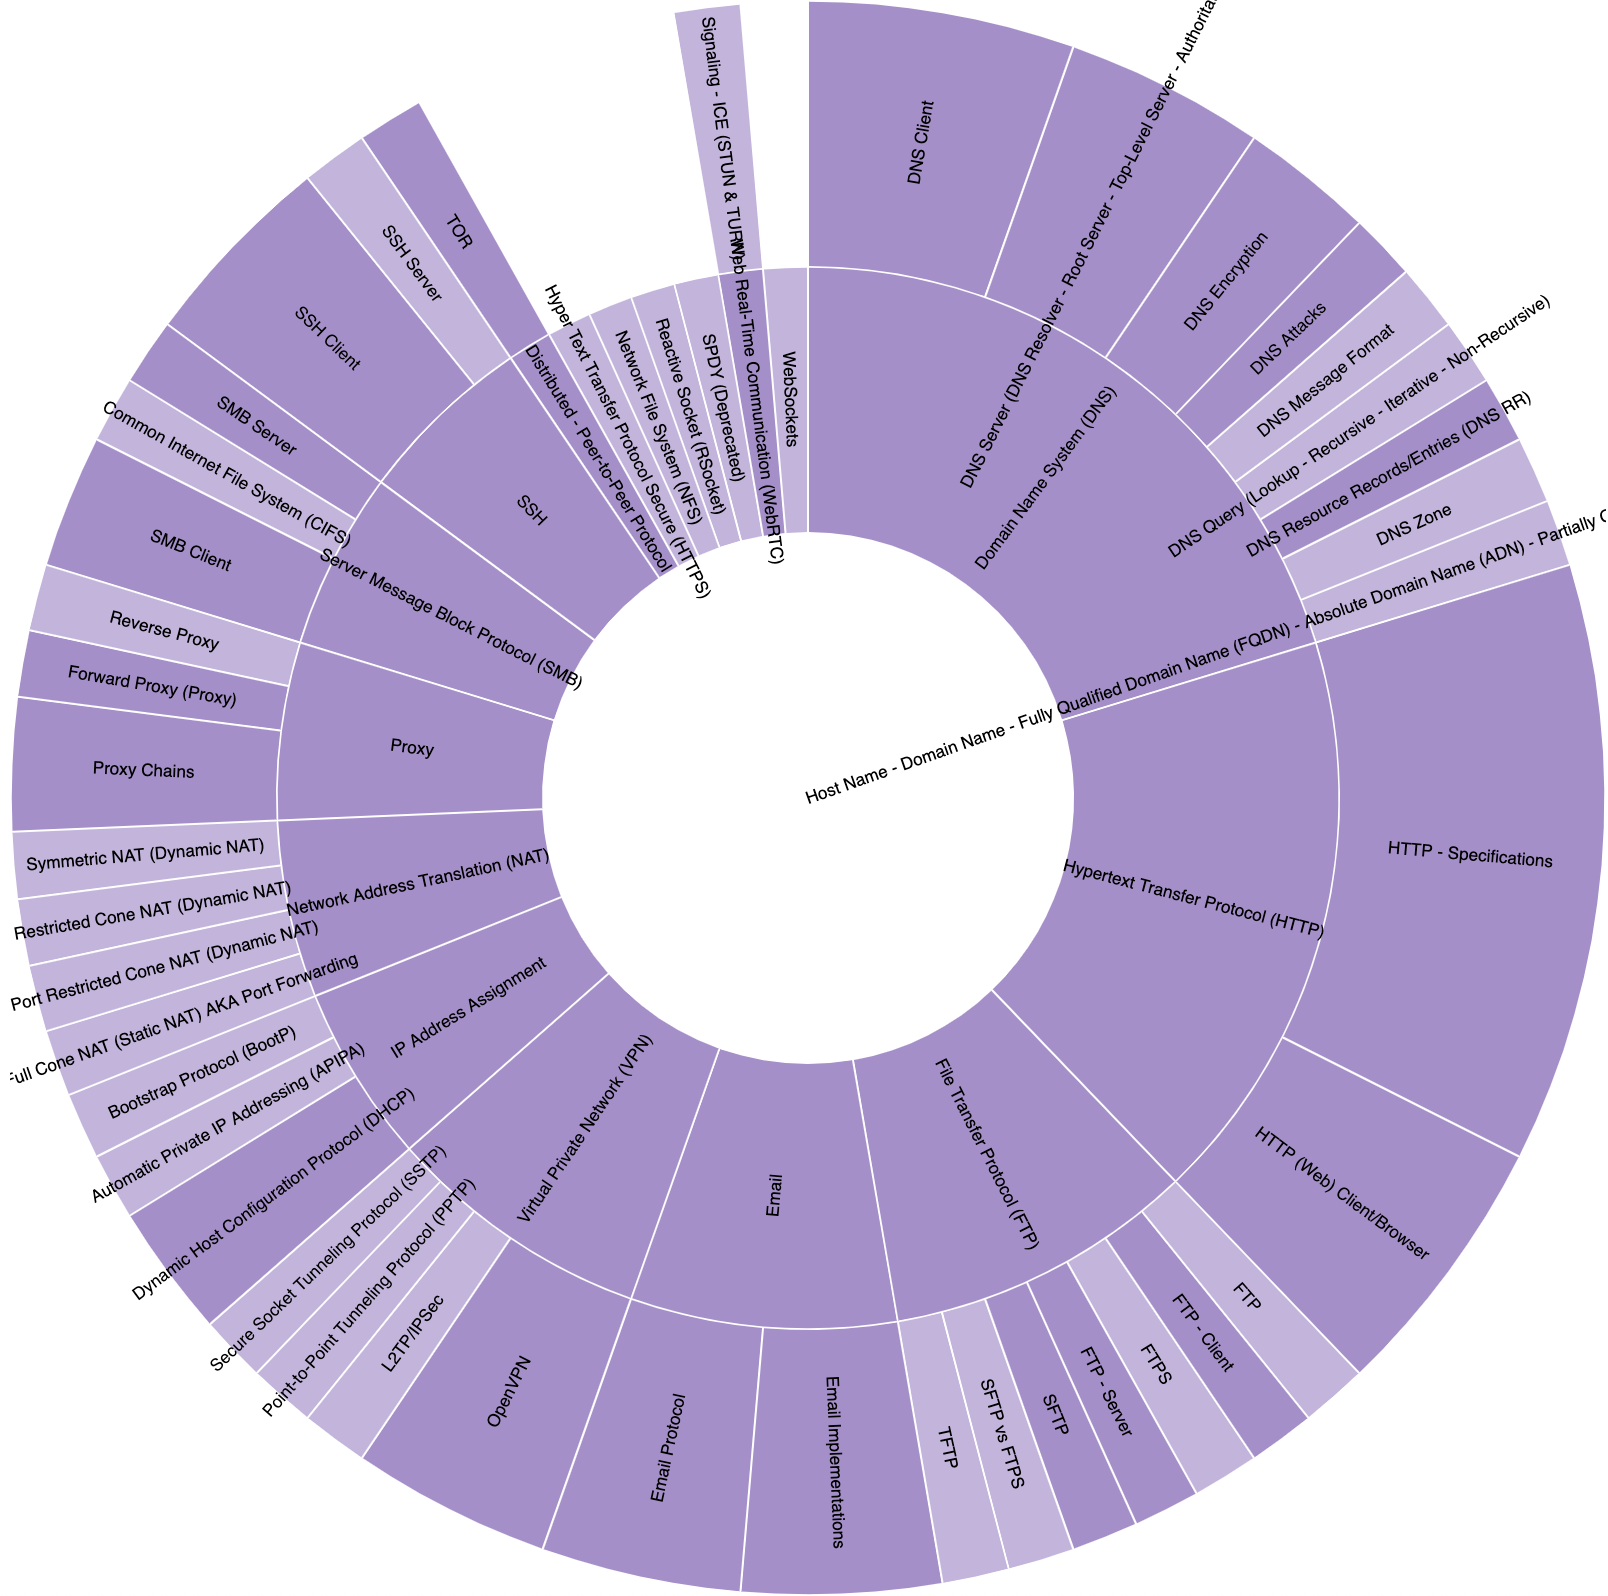 Domain Name System (DNS)
DNS Client
DNS Server (DNS Resolver - Root Server - Top-Level Server - Authorita
DNS Encryption
DNS Attacks
DNS Message Format
DNS Query (Lookup - Recursive - Iterative - Non-Recursive)
DNS Resource Records/Entries (DNS RR)
DNS Zone
Host Name - Domain Name - Fully Qualified Domain Name (FQDN) - Absolute Domain Name (ADN) - Partially
Hypertext Transfer Protocol (HTTP)
HTTP - Specifications
HTTP (Web) Client/Browser
File Transfer Protocol (FTP)
FTP
FTP - Client
FTPS
FTP - Server
SFTP
SFTP vs FTPS
TFTP
Email
Email Implementations
Email Protocol
Virtual Private Network (VPN)
OpenVPN
L2TP/IPSec
Point-to-Point Tunneling Protocol (PPTP)
Secure Socket Tunneling Protocol (SSTP)
IP Address Assignment
Dynamic Host Configuration Protocol (DHCP)
Automatic Private IP Addressing (APIPA)
Bootstrap Protocol (BootP)
Network Address Translation (NAT)
Full Cone NAT (Static NAT) AKA Port Forwarding
Port Restricted Cone NAT (Dynamic NAT)
Restricted Cone NAT (Dynamic NAT)
Symmetric NAT (Dynamic NAT)
Proxy
Proxy Chains
Forward Proxy (Proxy)
Reverse Proxy
Server Message Block Protocol (SMB)
SMB Client
Common Internet File System (CIFS)
SMB Server
SSH
SSH Client
SSH Server
Distributed - Peer-to-Peer Protocol
TOR
Hyper Text Transfer Protocol Secure (HTTPS)
Network File System (NFS)
Reactive Socket (RSocket)
SPDY (Deprecated)
Web Real-Time Communication (WebRTC)
Signaling - ICE (STUN & TURN)
WebSockets